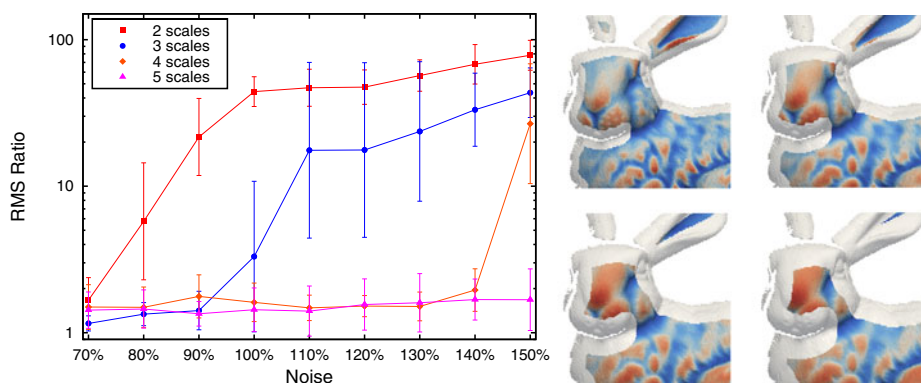 2 scales
3 scales
4 scales
5 scales
100
10
1
RMS Ratio
70% 80% 90% 100% 110% 120% 130% 140% 150%
Noise